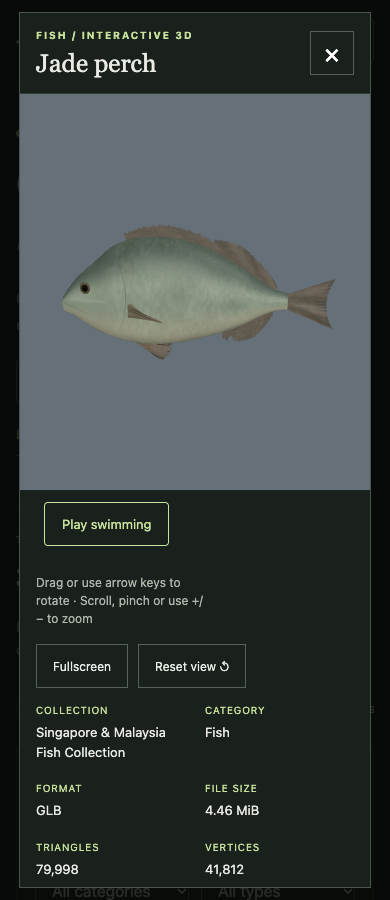 FISH / INTERACTIVE 3D
Jade perch
×
Play swimming
Drag or use arrow keys to
rotate · Scroll, pinch or use +/
− to zoom
Fullscreen
Reset view ↺
COLLECTION
Singapore & Malaysia
Fish Collection
CATEGORY
Fish
FORMAT
GLB
FILE SIZE
4.46 MiB
TRIANGLES
79,998
VERTICES
41,812
All categories
All types